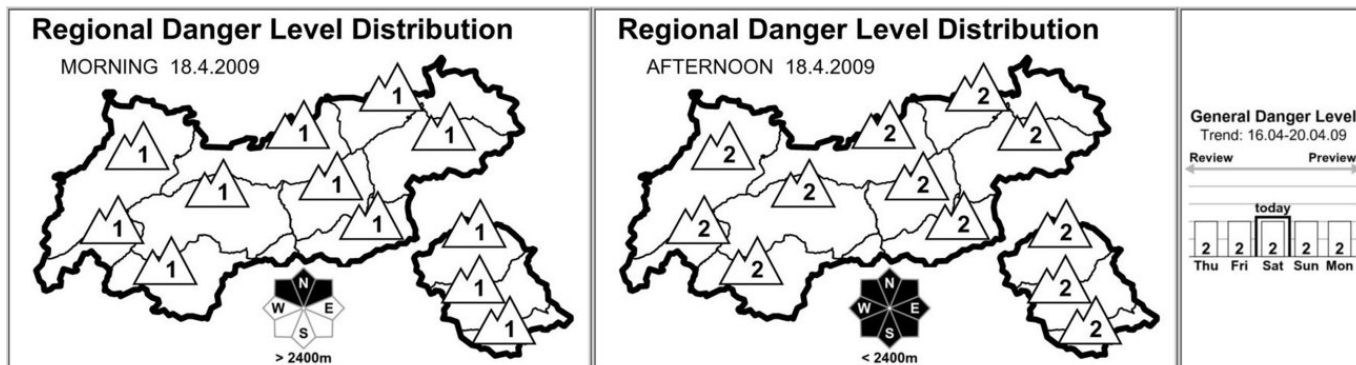 Regional Danger Level Distribution
MORNING 18.4.2009
1
1
1
1
1
1
1
1
1
1
1
1
N
W E
S
> 2400m
Regional Danger Level Distribution
AFTERNOON 18.4.2009
2
2
2
2
2
2
2
2
2
2
2
2
N
W E
S
< 2400m
General Danger Level
Trend: 16.04-20.04.09
Review Preview
today
2 2 2 2 2
Thu Fri Sat Sun Mon